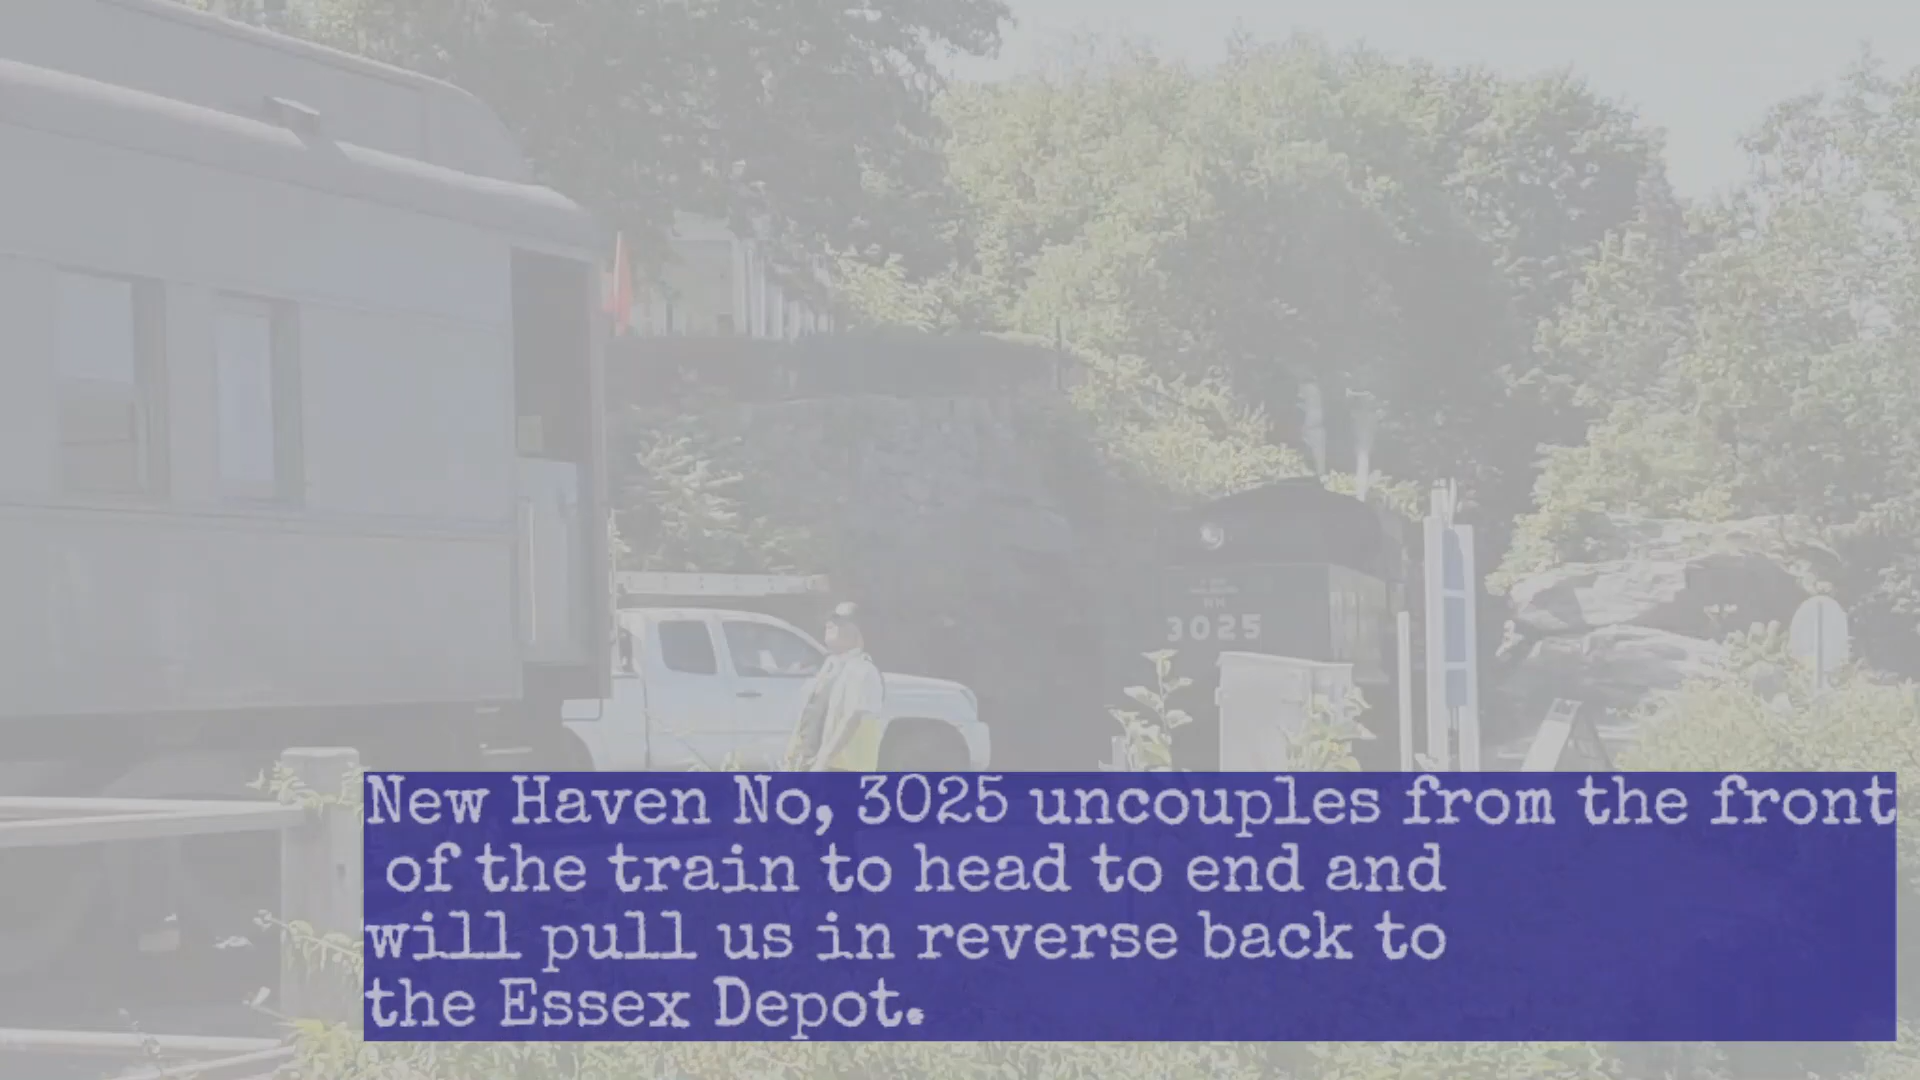 NH
3025
New Haven No, 3025 uncouples from the front
of the train to head to end and
will pull us in reverse back to
the Essex Depot.